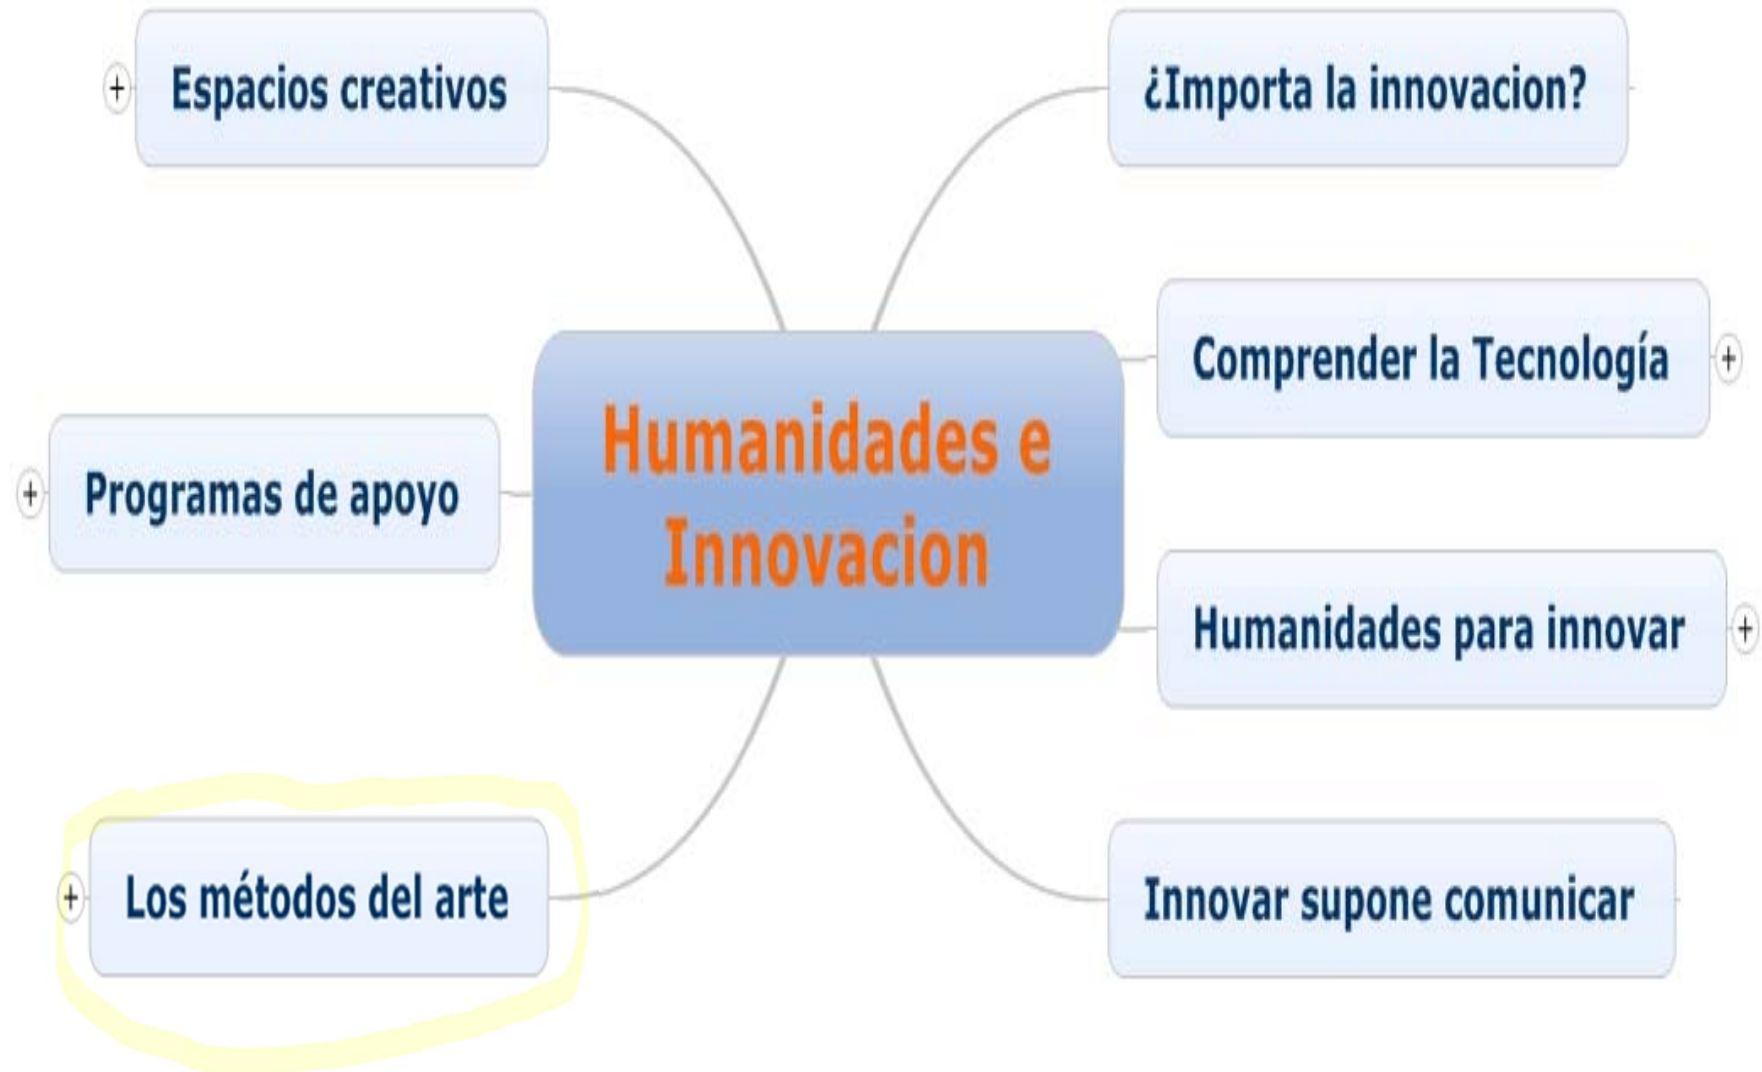 Espacios creativos
¿Importa la innovacion?
Comprender la Tecnología
Humanidades e
Innovacion
Programas de apoyo
Humanidades para innovar
Los métodos del arte
Innovar supone comunicar